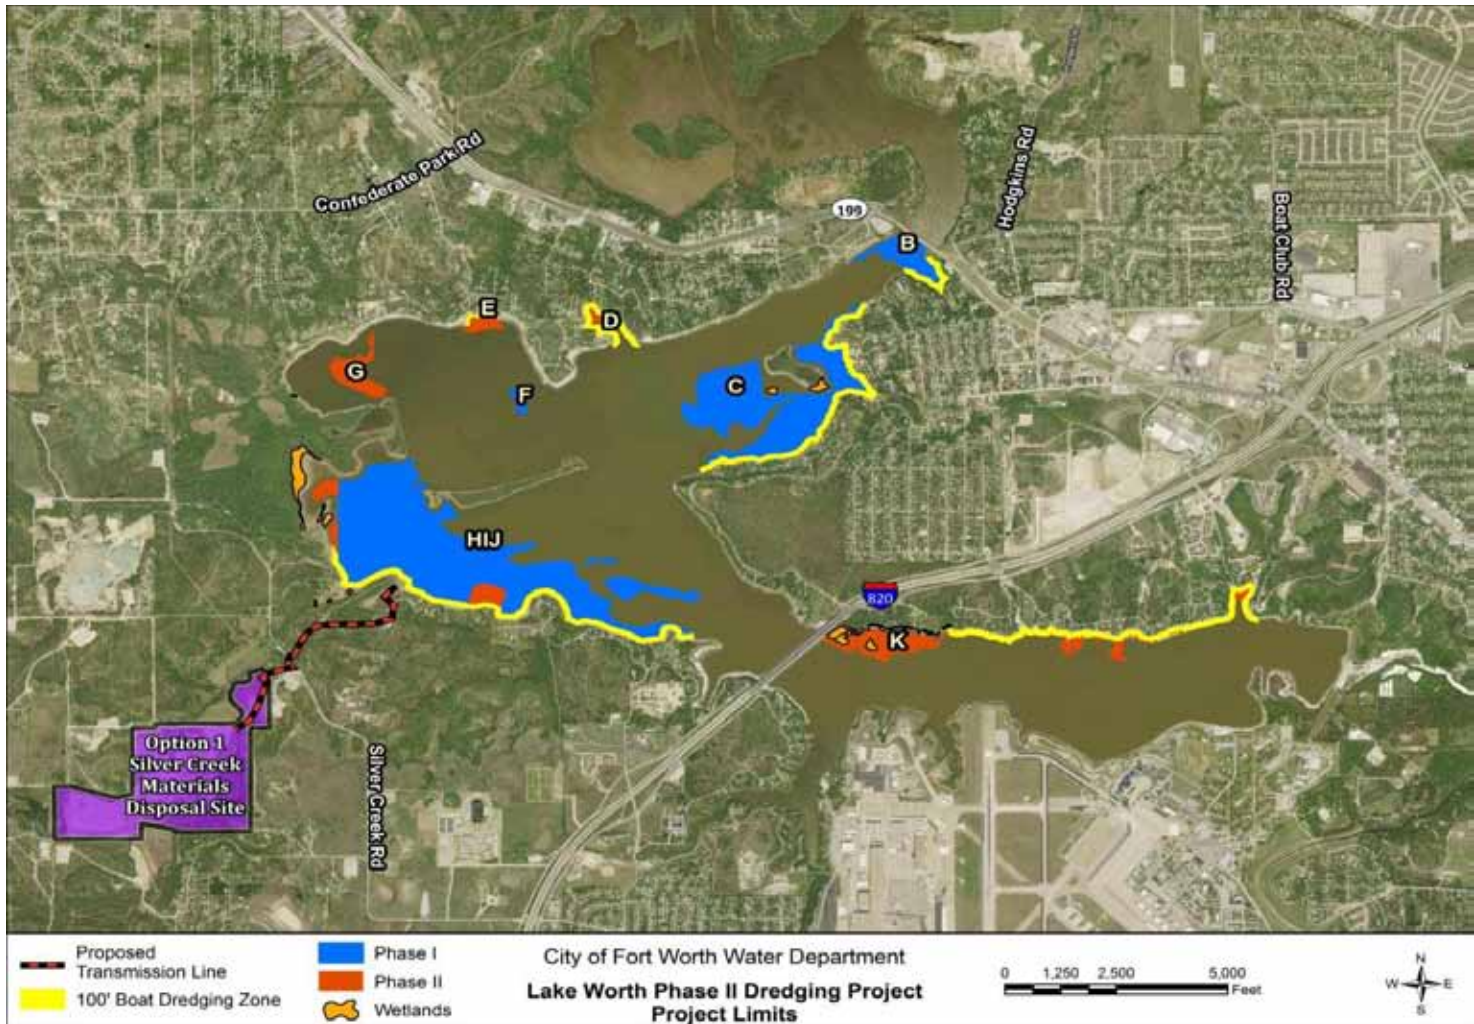 Confederate Park Rd
199
Hodgkins Rd
Boat Club Rd
B
E
D
G
F
C
HIJ
820
K
Option 1
Silver Creek
Materials
Disposal Site
Silver Creek Rd
Proposed
Transmission Line
100' Boat Dredging Zone
Phase I
Phase II
Wetlands
City of Fort Worth Water Department
Lake Worth Phase II Dredging Project
Project Limits
0 1,250 2,500 5,000
Feet
N
W E
S